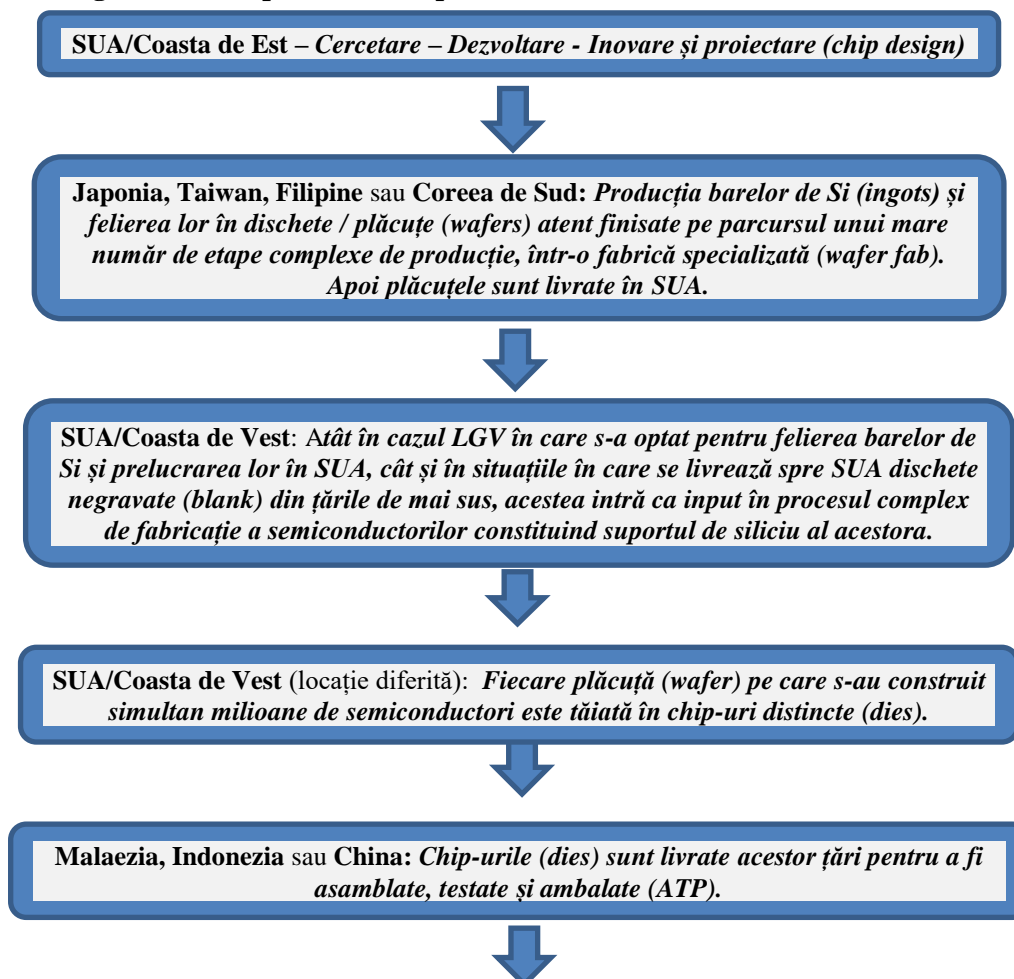 SUA/Coasta de Est – Cercetare – Dezvoltare - Inovare și proiectare (chip design)
Japonia, Taiwan, Filipine sau Coreea de Sud: Producția barelor de Si (ingots) și
felierea lor în dischete / plăcuțe (wafers) atent finisate pe parcursul unui mare
număr de etape complexe de producție, într-o fabrică specializată (wafer fab).
Apoi plăcuțele sunt livrate în SUA.
SUA/Coasta de Vest: Atât în cazul LGV în care s-a optat pentru felierea barelor de
Si și prelucrarea lor în SUA, cât și în situațiile în care se livrează spre SUA dischete
negravate (blank) din țările de mai sus, acestea intră ca input în procesul complex
de fabricație a semiconductorilor constituind suportul de siliciu al acestora.
SUA/Coasta de Vest (locație diferită): Fiecare plăcuță (wafer) pe care s-au construit
simultan milioane de semiconductori este tăiată în chip-uri distincte (dies).
Malaezia, Indonezia sau China: Chip-urile (dies) sunt livrate acestor țări pentru a fi
asamblate, testate și ambalate (ATP).